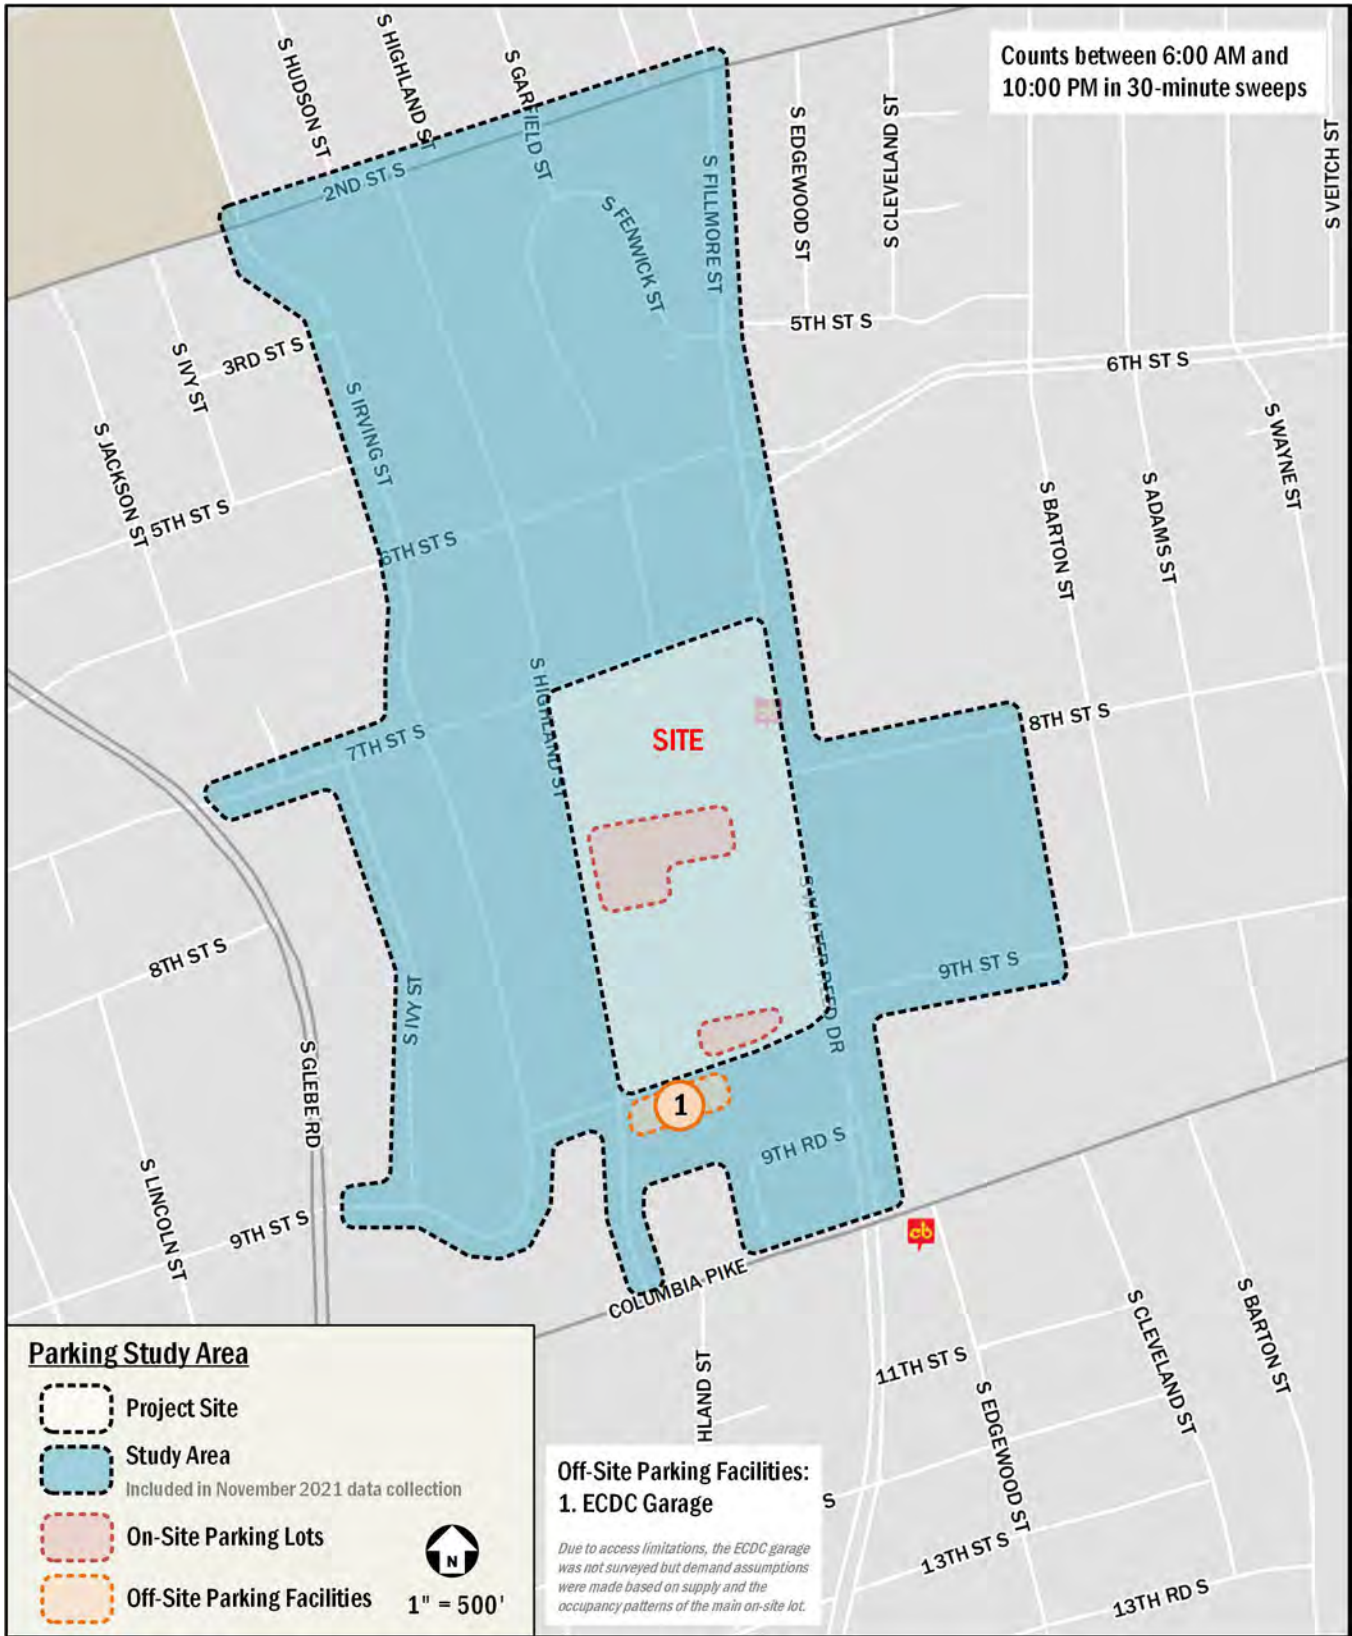 Counts between 6:00 AM and
10:00 PM in 30-minute sweeps
S HUDSON ST
S HIGHLAND ST
S GARFIELD ST
2ND ST S
S FENWICK ST
S FILLMORE ST
S EDGEWOOD ST
S CLEVELAND ST
S VEITCH ST
5TH ST S
6TH ST S
3RD ST S
S IVY ST
S IRVING ST
S JACKSON ST
5TH ST S
6TH ST S
S BARTON ST
S ADAMS ST
S WAYNE ST
S HIGHLAND ST
7TH ST S
SITE
8TH ST S
S WALTER REED DR
8TH ST S
S IVY ST
9TH ST S
S GLEBE RD
1
9TH RD S
S LINCOLN ST
9TH ST S
cb
COLUMBIA PIKE
HLAND ST
11TH ST S
S EDGEWOOD ST
S CLEVELAND ST
S BARTON ST
S
13TH ST S
13TH RD S
Parking Study Area
Project Site
Study Area
Included in November 2021 data collection
On-Site Parking Lots
Off-Site Parking Facilities
N
1" = 500'
Off-Site Parking Facilities:
1. ECDC Garage
Due to access limitations, the ECDC garage
was not surveyed but demand assumptions
were made based on supply and the
occupancy patterns of the main on-site lot.